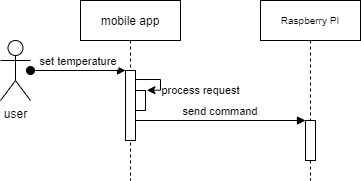 mobile app
Raspberry PI
set temperature
process request
user
send command